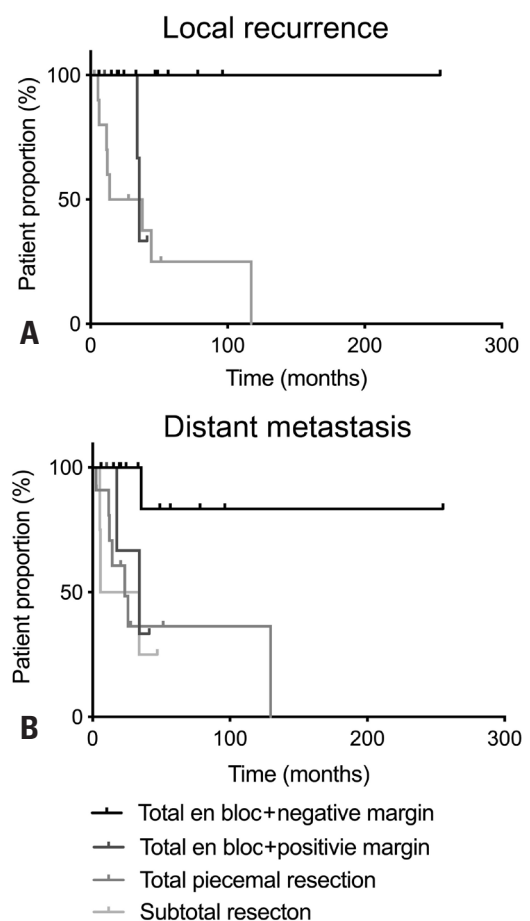 Local recurrence
Patient proportion (%)
100
50
0
0 100 200 300
Time (months)
A
Distant metastasis
Patient proportion (%)
100
50
0
0 100 200 300
Time (months)
B
Total en bloc+negative margin
Total en bloc+positivie margin
Total piecemal resection
Subtotal resecton